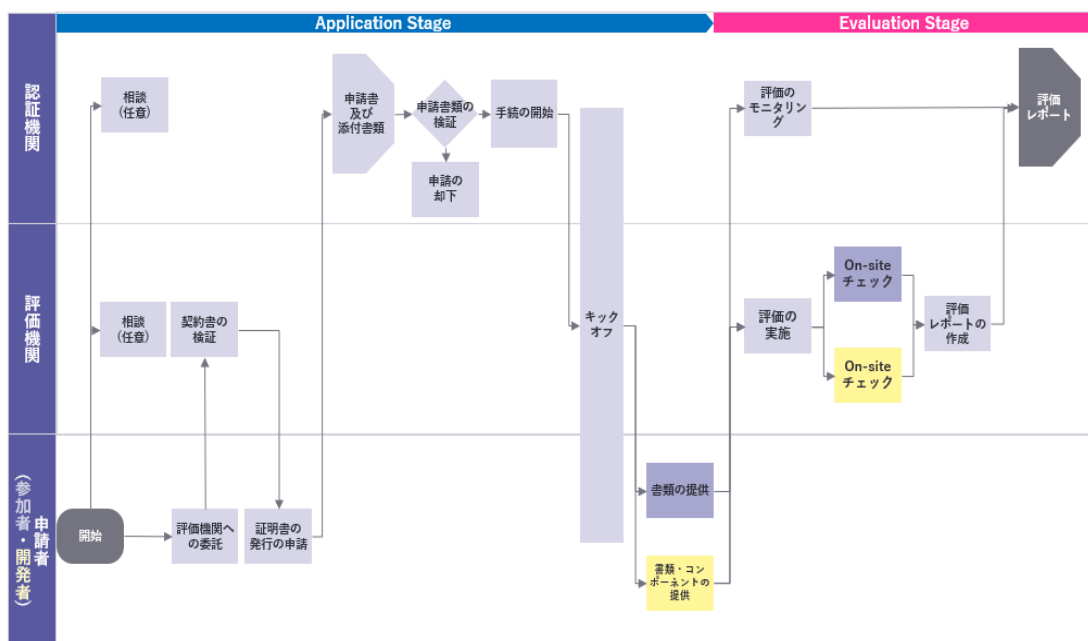 Application Stage
Evaluation Stage
認証機関
相談
(任意)
申請書
及び
添付書類
申請書類の
検証
手続の開始
申請の
却下
評価の
モニタリン
グ
評価
レポート
評価機関
相談
(任意)
契約書の
検証
キック
オフ
評価の
実施
On-site
チェック
On-site
チェック
評価
レポートの
作成
申請者
(参加者・開発者)
開始
評価機関へ
の委託
証明書の
発行の申請
書類の提供
書類・コン
ポーネントの
提供